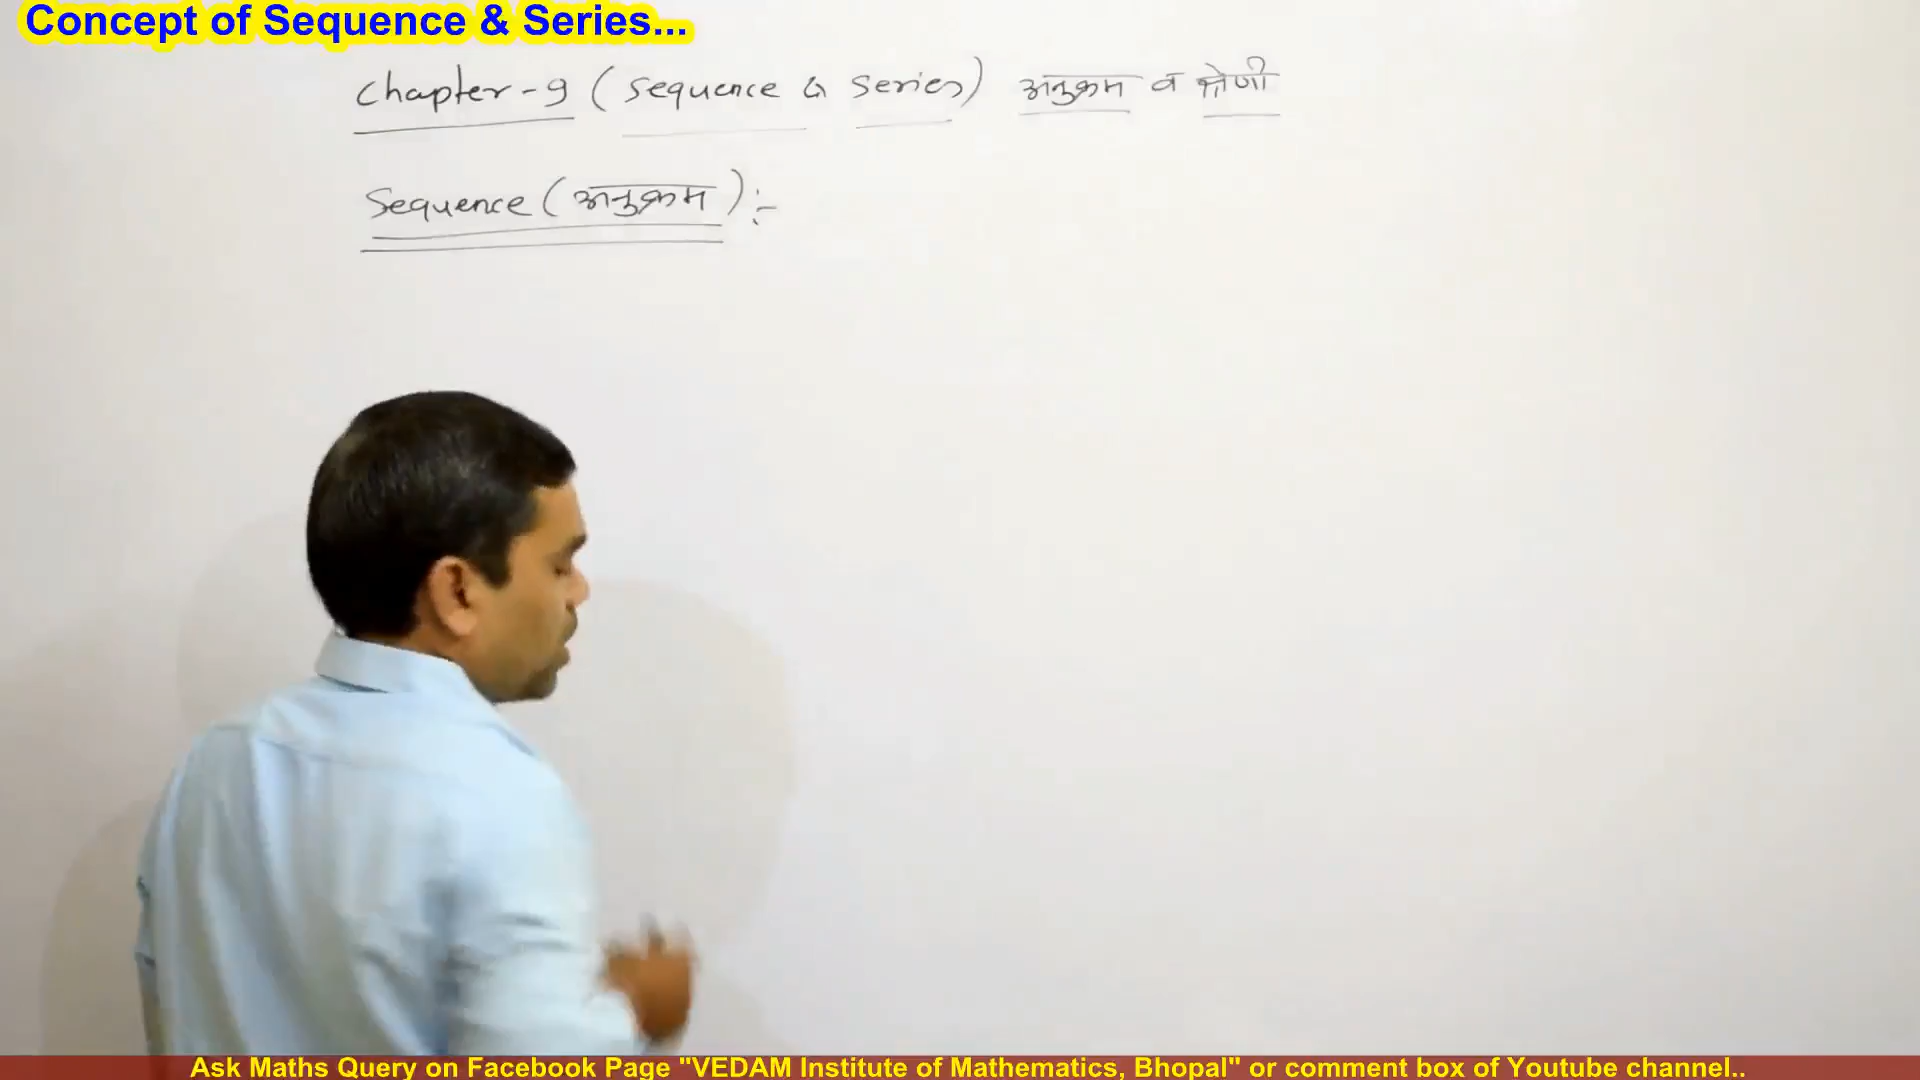 Concept of Sequence & Series...
Chapter-9 (Sequence & Series) अनुक्रम व श्रेणी
Sequence (अनुक्रम) :-
Ask Maths Query on Facebook Page "VEDAM Institute of Mathematics, Bhopal" or comment box of Youtube channel..